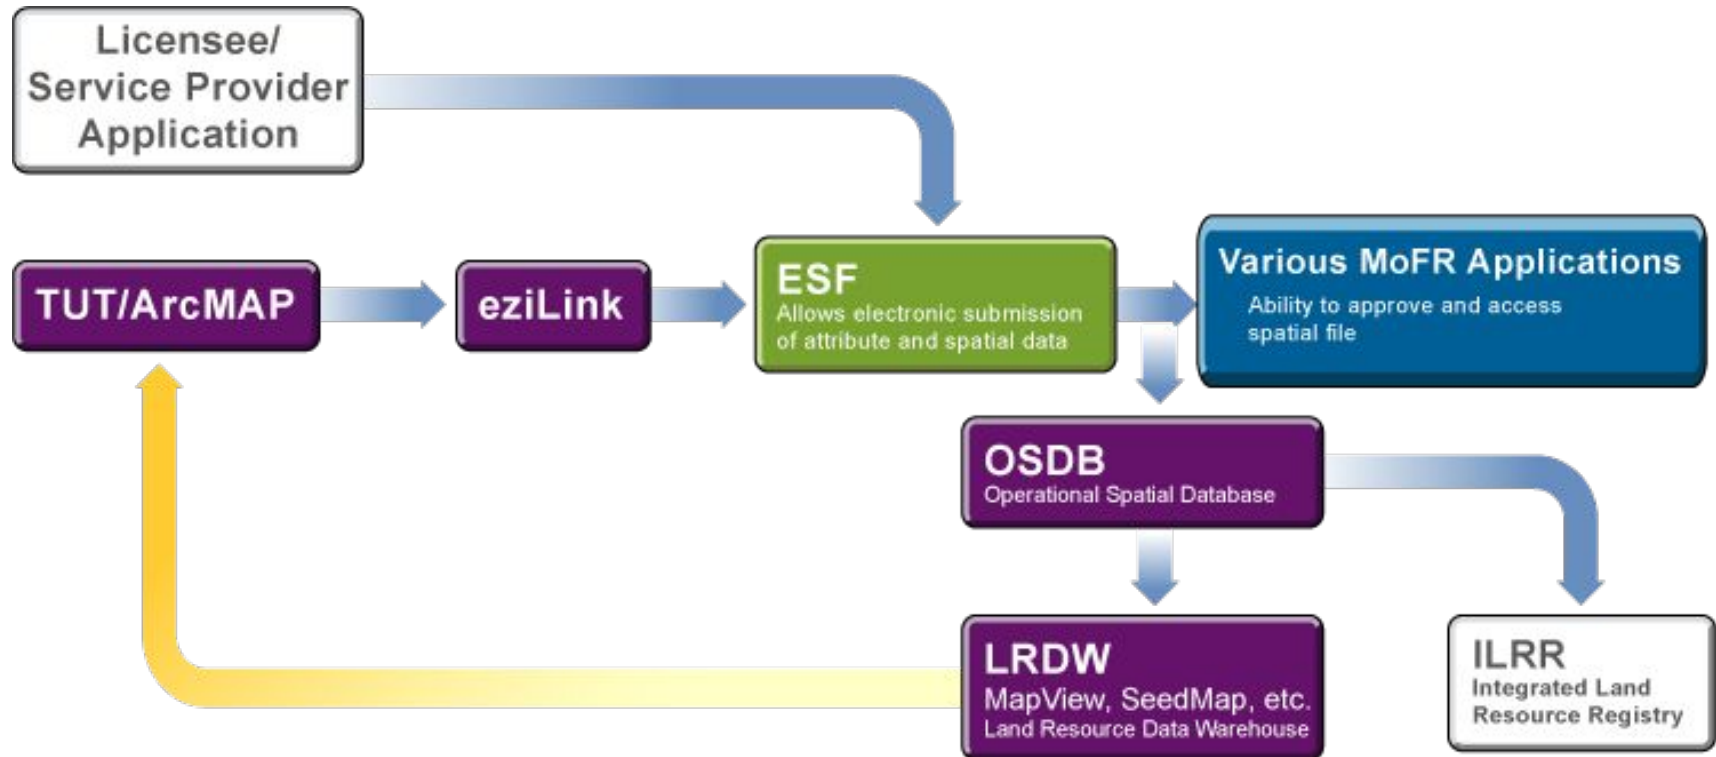 Licensee/
Service Provider
Application
TUT/ArcMAP
eziLink
ESF
Allows electronic submission
of attribute and spatial data
Various MoFR Applications
Ability to approve and access
spatial file
OSDB
Operational Spatial Database
LRDW
MapView, SeedMap, etc.
Land Resource Data Warehouse
ILRR
Integrated Land
Resource Registry